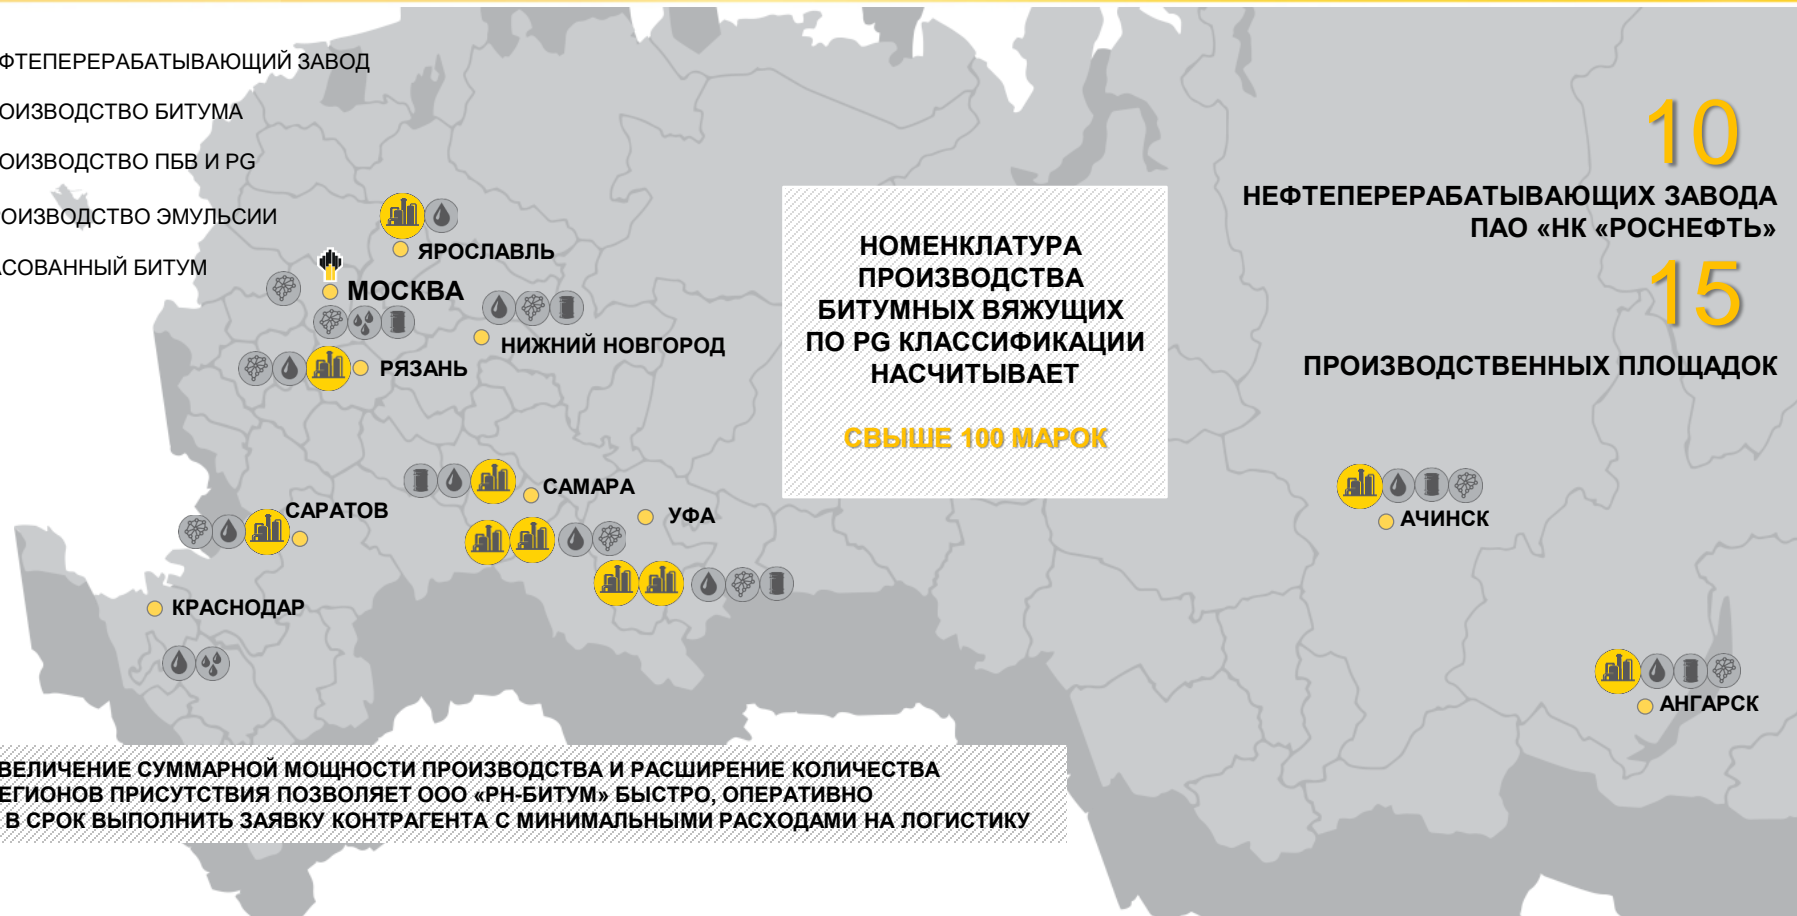 ФТЕПЕРЕРАБАТЫВАЮЩИЙ ЗАВОД
ОИЗВОДСТВО БИТУМА
ОИЗВОДСТВО ПБВ И PG
ОИЗВОДСТВО ЭМУЛЬСИИ
АСОВАННЫЙ БИТУМ
ЯРОСЛАВЛЬ
МОСКВА
НИЖНИЙ НОВГОРОД
РЯЗАНЬ
САМАРА
САРАТОВ
УФА
КРАСНОДАР
НОМЕНКЛАТУРА
ПРОИЗВОДСТВА
БИТУМНЫХ ВЯЖУЩИХ
ПО PG КЛАССИФИКАЦИИ
НАСЧИТЫВАЕТ
СВЫШЕ 100 МАРОК
10
НЕФТЕПЕРЕРАБАТЫВАЮЩИХ ЗАВОДА
ПАО «НК «РОСНЕФТЬ»
15
ПРОИЗВОДСТВЕННЫХ ПЛОЩАДОК
АЧИНСК
АНГАРСК
ВЕЛИЧЕНИЕ СУММАРНОЙ МОЩНОСТИ ПРОИЗВОДСТВА И РАСШИРЕНИЕ КОЛИЧЕСТВА
ЕГИОНОВ ПРИСУТСТВИЯ ПОЗВОЛЯЕТ ООО «РН-БИТУМ» БЫСТРО, ОПЕРАТИВНО
В СРОК ВЫПОЛНИТЬ ЗАЯВКУ КОНТРАГЕНТА С МИНИМАЛЬНЫМИ РАСХОДАМИ НА ЛОГИСТИКУ